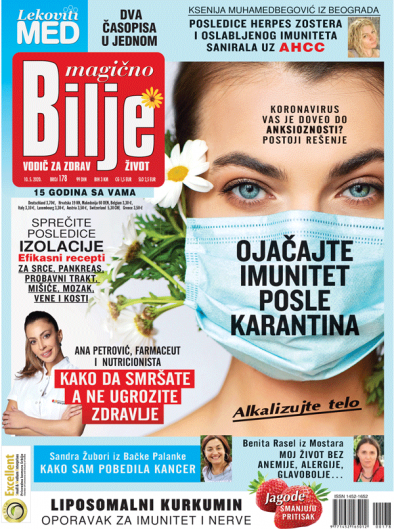 Lekoviti
MED
DVA
ČASOPISA
U JEDNOM
KSENIJA MUHAMEDBEGOVIĆ IZ BEOGRADA
POSLEDICE HERPES ZOSTERA
I OSLABLJENOG IMUNITETA
SANIRALA UZ AHCC
magično
Bilje
VODIČ ZA ZDRAV ŽIVOT
BROJ 178
15 GODINA SA VAMA
KORONAVIRUS
VAS JE DOVEO DO
ANKSIOZNOSTI?
POSTOJI REŠENJE
SPREČITE
POSLEDICE
IZOLACIJE
Efikasni recepti
ZA SRCE, PANKREAS,
PROBAVNI TRAKT,
MIŠIĆE, MOZAK,
VENE I KOSTI
OJAČAJTE
IMUNITET
POSLE
KARANTINA
ANA PETROVIĆ, FARMACEUT
I NUTRICIONISTA
KAKO DA SMRŠATE
A NE UGROZITE
ZDRAVLJE
Alkalizujte telo
Excellent
Sandra Žubori iz Bačke Palanke
KAKO SAM POBEDILA KANCER
Benita Rasel iz Mostara
MOJ ŽIVOT BEZ
ANEMIJE, ALERGIJE,
GLAVOBOLJE...
LIPOSOMALNI KURKUMIN
OPORAVAK ZA IMUNITET I NERVE
Jagode
SMANJUJU
PRITISAK
ISSN 1452-1652
00178